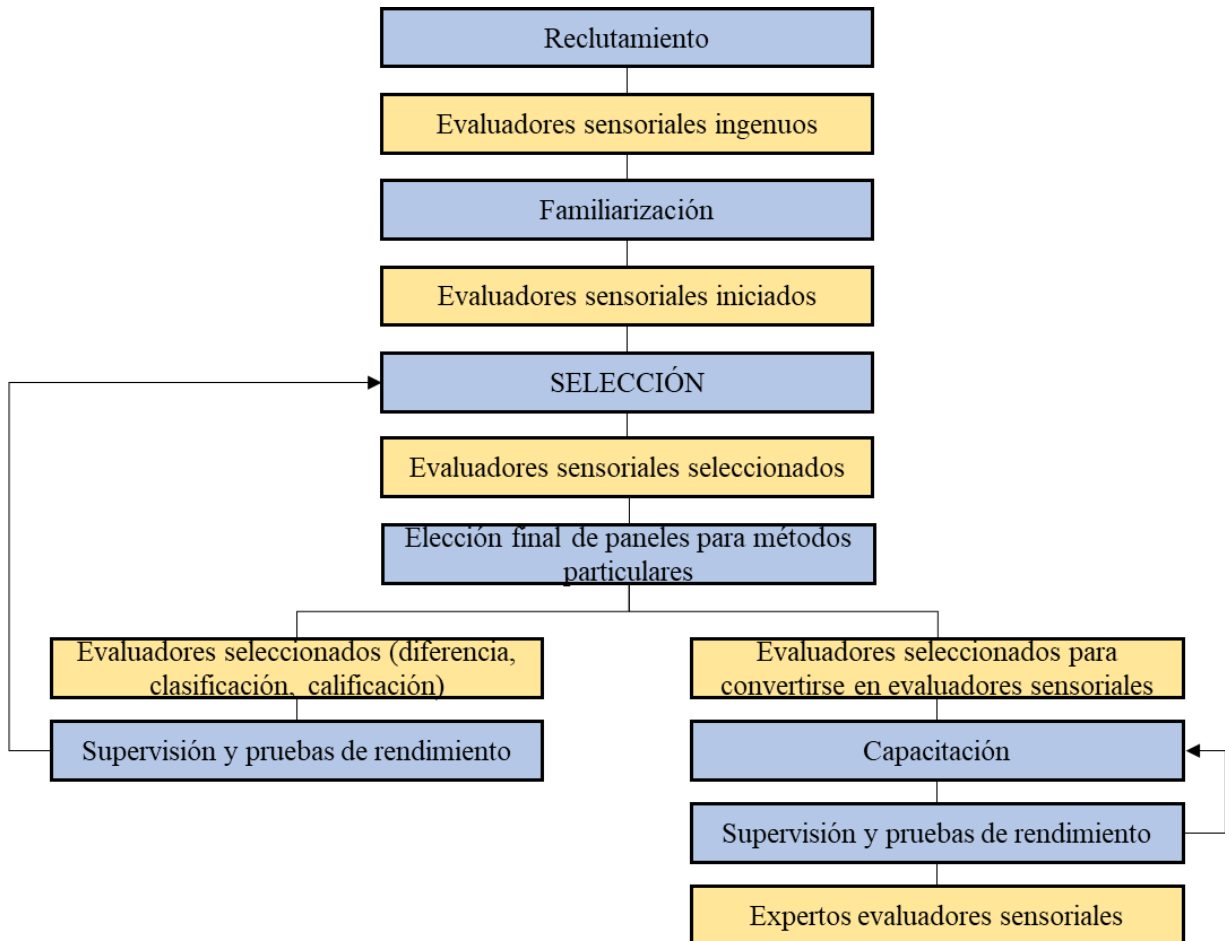 Reclutamiento
Evaluadores sensoriales ingenuos
Familiarización
Evaluadores sensoriales iniciados
SELECCIÓN
Evaluadores sensoriales seleccionados
Elección final de paneles para métodos
particulares
Evaluadores seleccionados (diferencia,
clasificación, calificación)
Supervisión y pruebas de rendimiento
Evaluadores seleccionados para
convertirse en evaluadores sensoriales
Capacitación
Supervisión y pruebas de rendimiento
Expertos evaluadores sensoriales